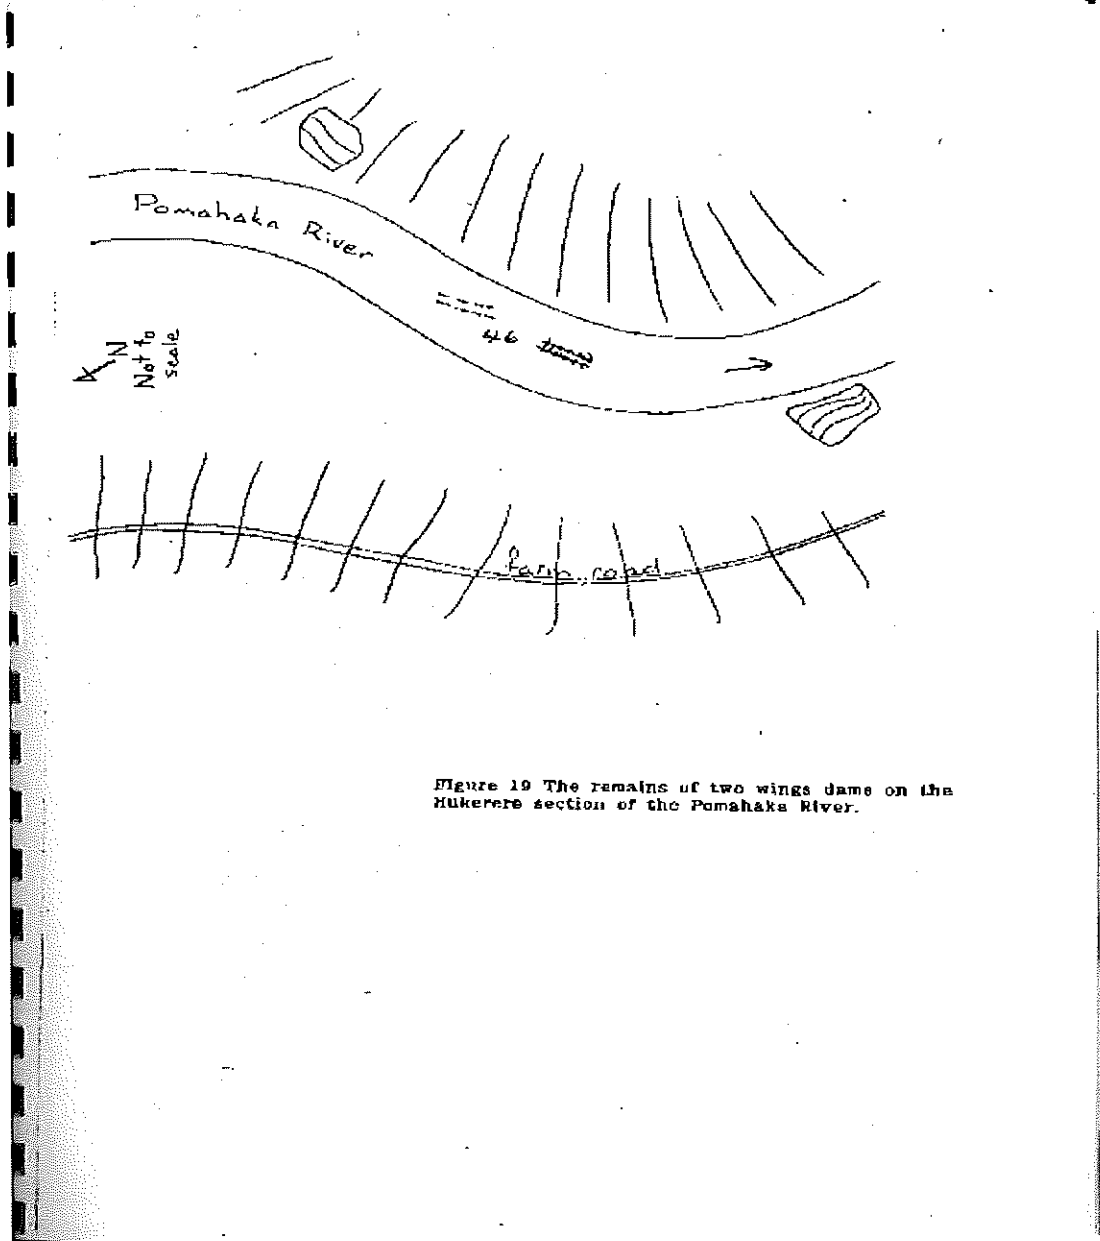 Pomahaka River
46
N
Not to
scale
farm road
Figure 19 The remains of two wings dams on the
Hukerere section of the Pomahaka River.